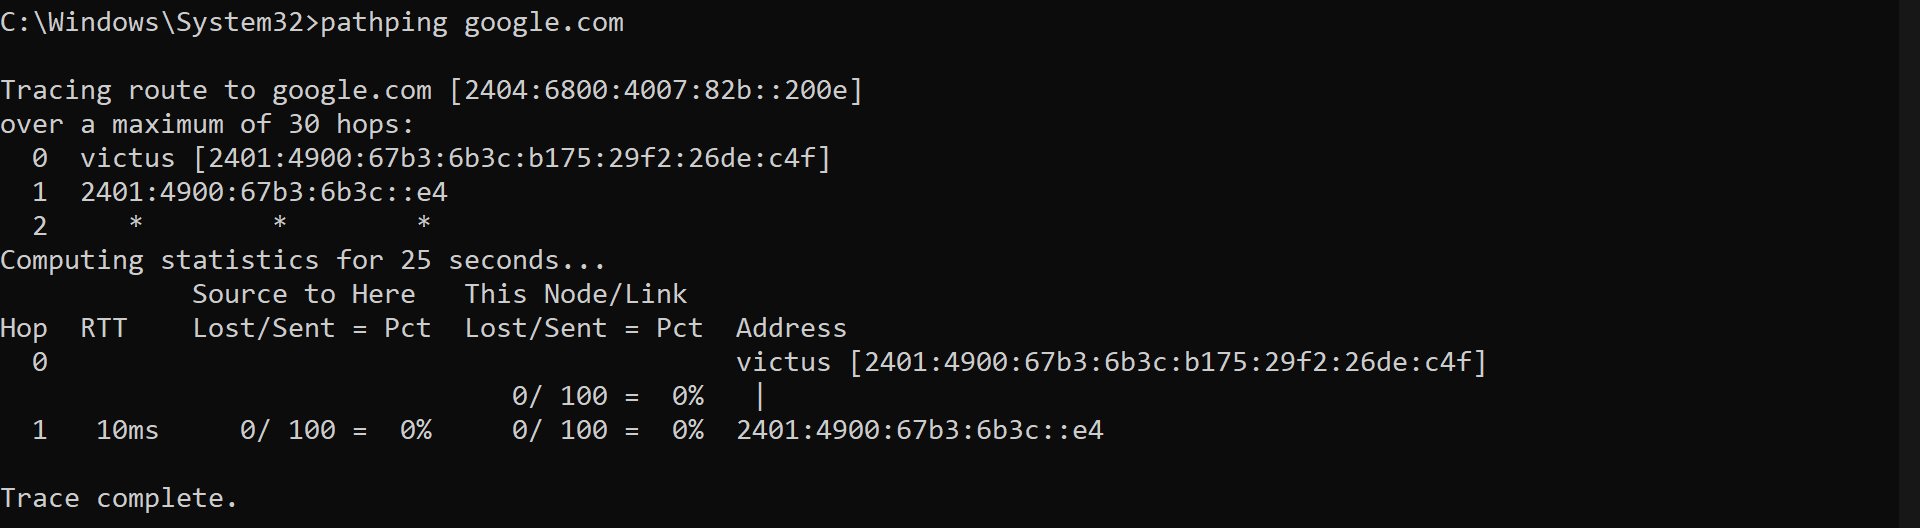 C:\Windows\System32>pathping google.com
Tracing route to google.com [2404:6800:4007:82b::200e]
over a maximum of 30 hops:
  0  victus [2401:4900:67b3:6b3c:b175:29f2:26de:c4f]
  1  2401:4900:67b3:6b3c::e4
  2     *        *        *
Computing statistics for 25 seconds...
            Source to Here   This Node/Link
Hop  RTT    Lost/Sent = Pct  Lost/Sent = Pct  Address
  0                                           victus [2401:4900:67b3:6b3c:b175:29f2:26de:c4f]
                                0/ 100 =  0%   |
  1   10ms     0/ 100 =  0%     0/ 100 =  0%  2401:4900:67b3:6b3c::e4
Trace complete.